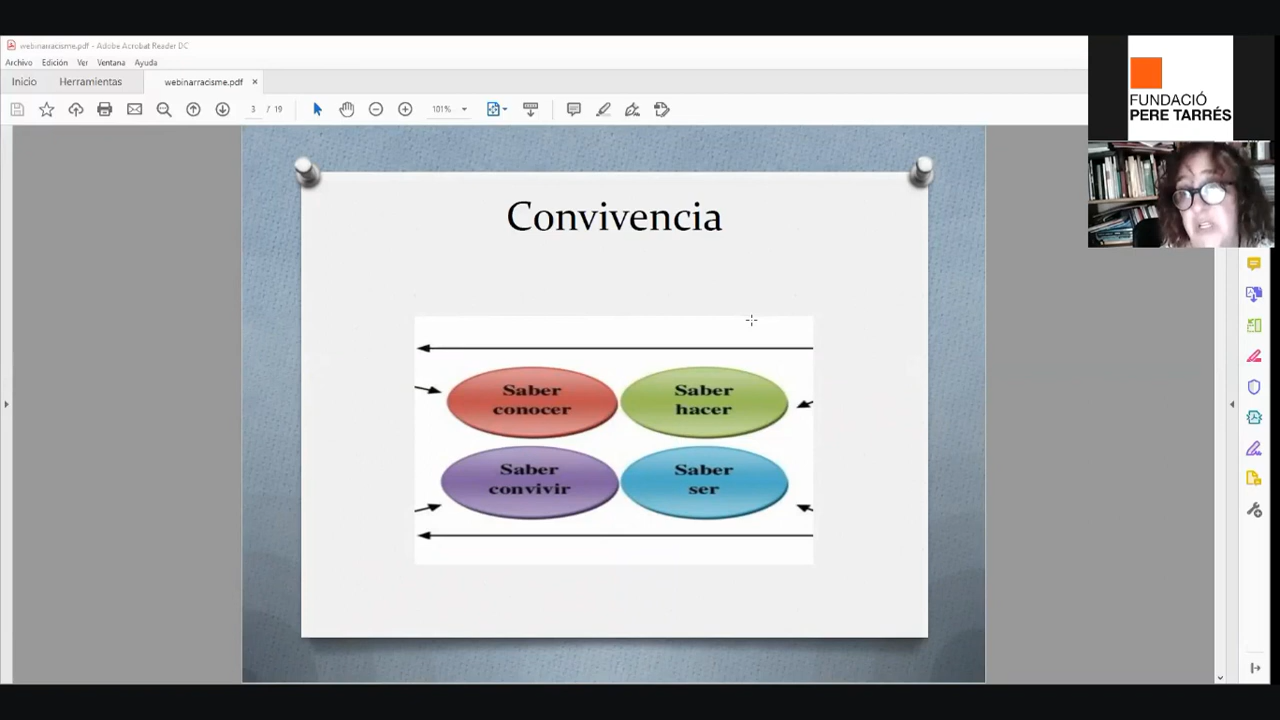 webinarracisme.pdf - Adobe Acrobat Reader DC
Archivo Edición Ver Ventana Ayuda
Inicio Herramientas webinarracisme.pdf ×
3 / 19 101%
FUNDACIÓ
PERE TARRÉS
Convivencia
Saber
conocer
Saber
hacer
Saber
convivir
Saber
ser